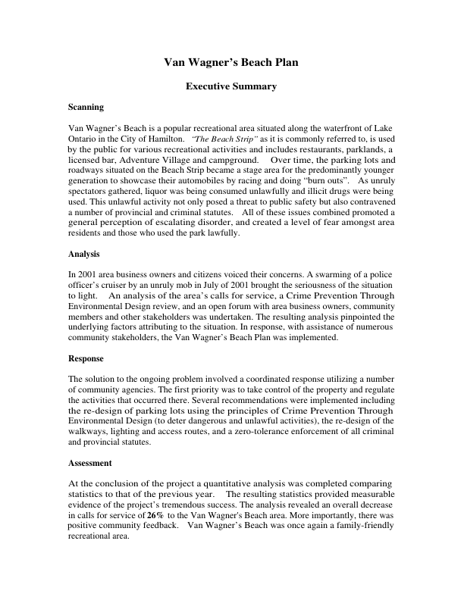 Van Wagner's Beach Plan
Executive Summary
Scanning
Van Wagner's Beach is a popular recreational area situated along the waterfront of Lake
Ontario in the City of Hamilton. "The Beach Strip" as it is commonly referred to, is used
by the public for various recreational activities and includes restaurants, parklands, a
licensed bar, Adventure Village and campground. Over time, the parking lots and
roadways situated on the Beach Strip became a stage area for the predominantly younger
generation to showcase their automobiles by racing and doing "burn outs". As unruly
spectators gathered, liquor was being consumed unlawfully and illicit drugs were being
used. This unlawful activity not only posed a threat to public safety but also contravened
a number of provincial and criminal statutes. All of these issues combined promoted a
general perception of escalating disorder, and created a level of fear amongst area
residents and those who used the park lawfully.
Analysis
In 2001 area business owners and citizens voiced their concerns. A swarming of a police
officer's cruiser by an unruly mob in July of 2001 brought the seriousness of the situation
to light. An analysis of the area's calls for service, a Crime Prevention Through
Environmental Design review, and an open forum with area business owners, community
members and other stakeholders was undertaken. The resulting analysis pinpointed the
underlying factors attributing to the situation. In response, with assistance of numerous
community stakeholders, the Van Wagner's Beach Plan was implemented.
Response
The solution to the ongoing problem involved a coordinated response utilizing a number
of community agencies. The first priority was to take control of the property and regulate
the activities that occurred there. Several recommendations were implemented including
the re-design of parking lots using the principles of Crime Prevention Through
Environmental Design (to deter dangerous and unlawful activities), the re-design of the
walkways, lighting and access routes, and a zero-tolerance enforcement of all criminal
and provincial statutes.
Assessment
At the conclusion of the project a quantitative analysis was completed comparing
statistics to that of the previous year. The resulting statistics provided measurable
evidence of the project's tremendous success. The analysis revealed an overall decrease
in calls for service of 26% to the Van Wagner's Beach area. More importantly, there was
positive community feedback. Van Wagner's Beach was once again a family-friendly
recreational area.